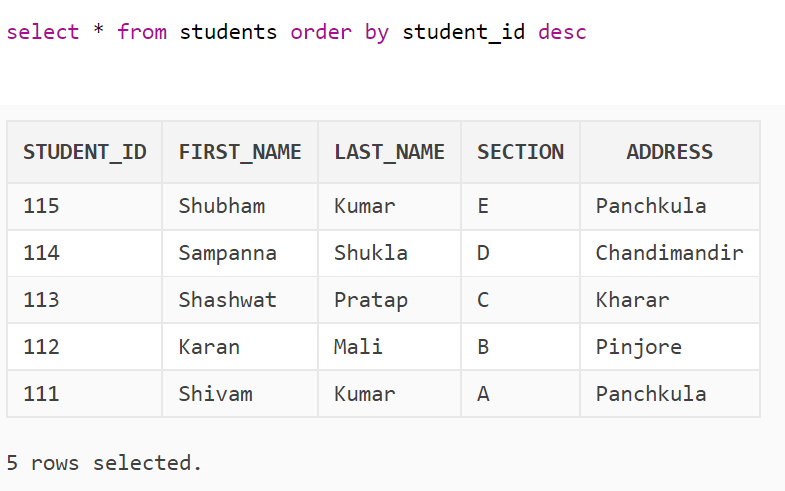 select * from students order by student_id desc
STUDENT_ID FIRST_NAME LAST_NAME SECTION ADDRESS
115 Shubham Kumar E Panchkula
114 Sampanna Shukla D Chandimandir
113 Shashwat Pratap C Kharar
112 Karan Mali B Pinjore
111 Shivam Kumar A Panchkula
5 rows selected.